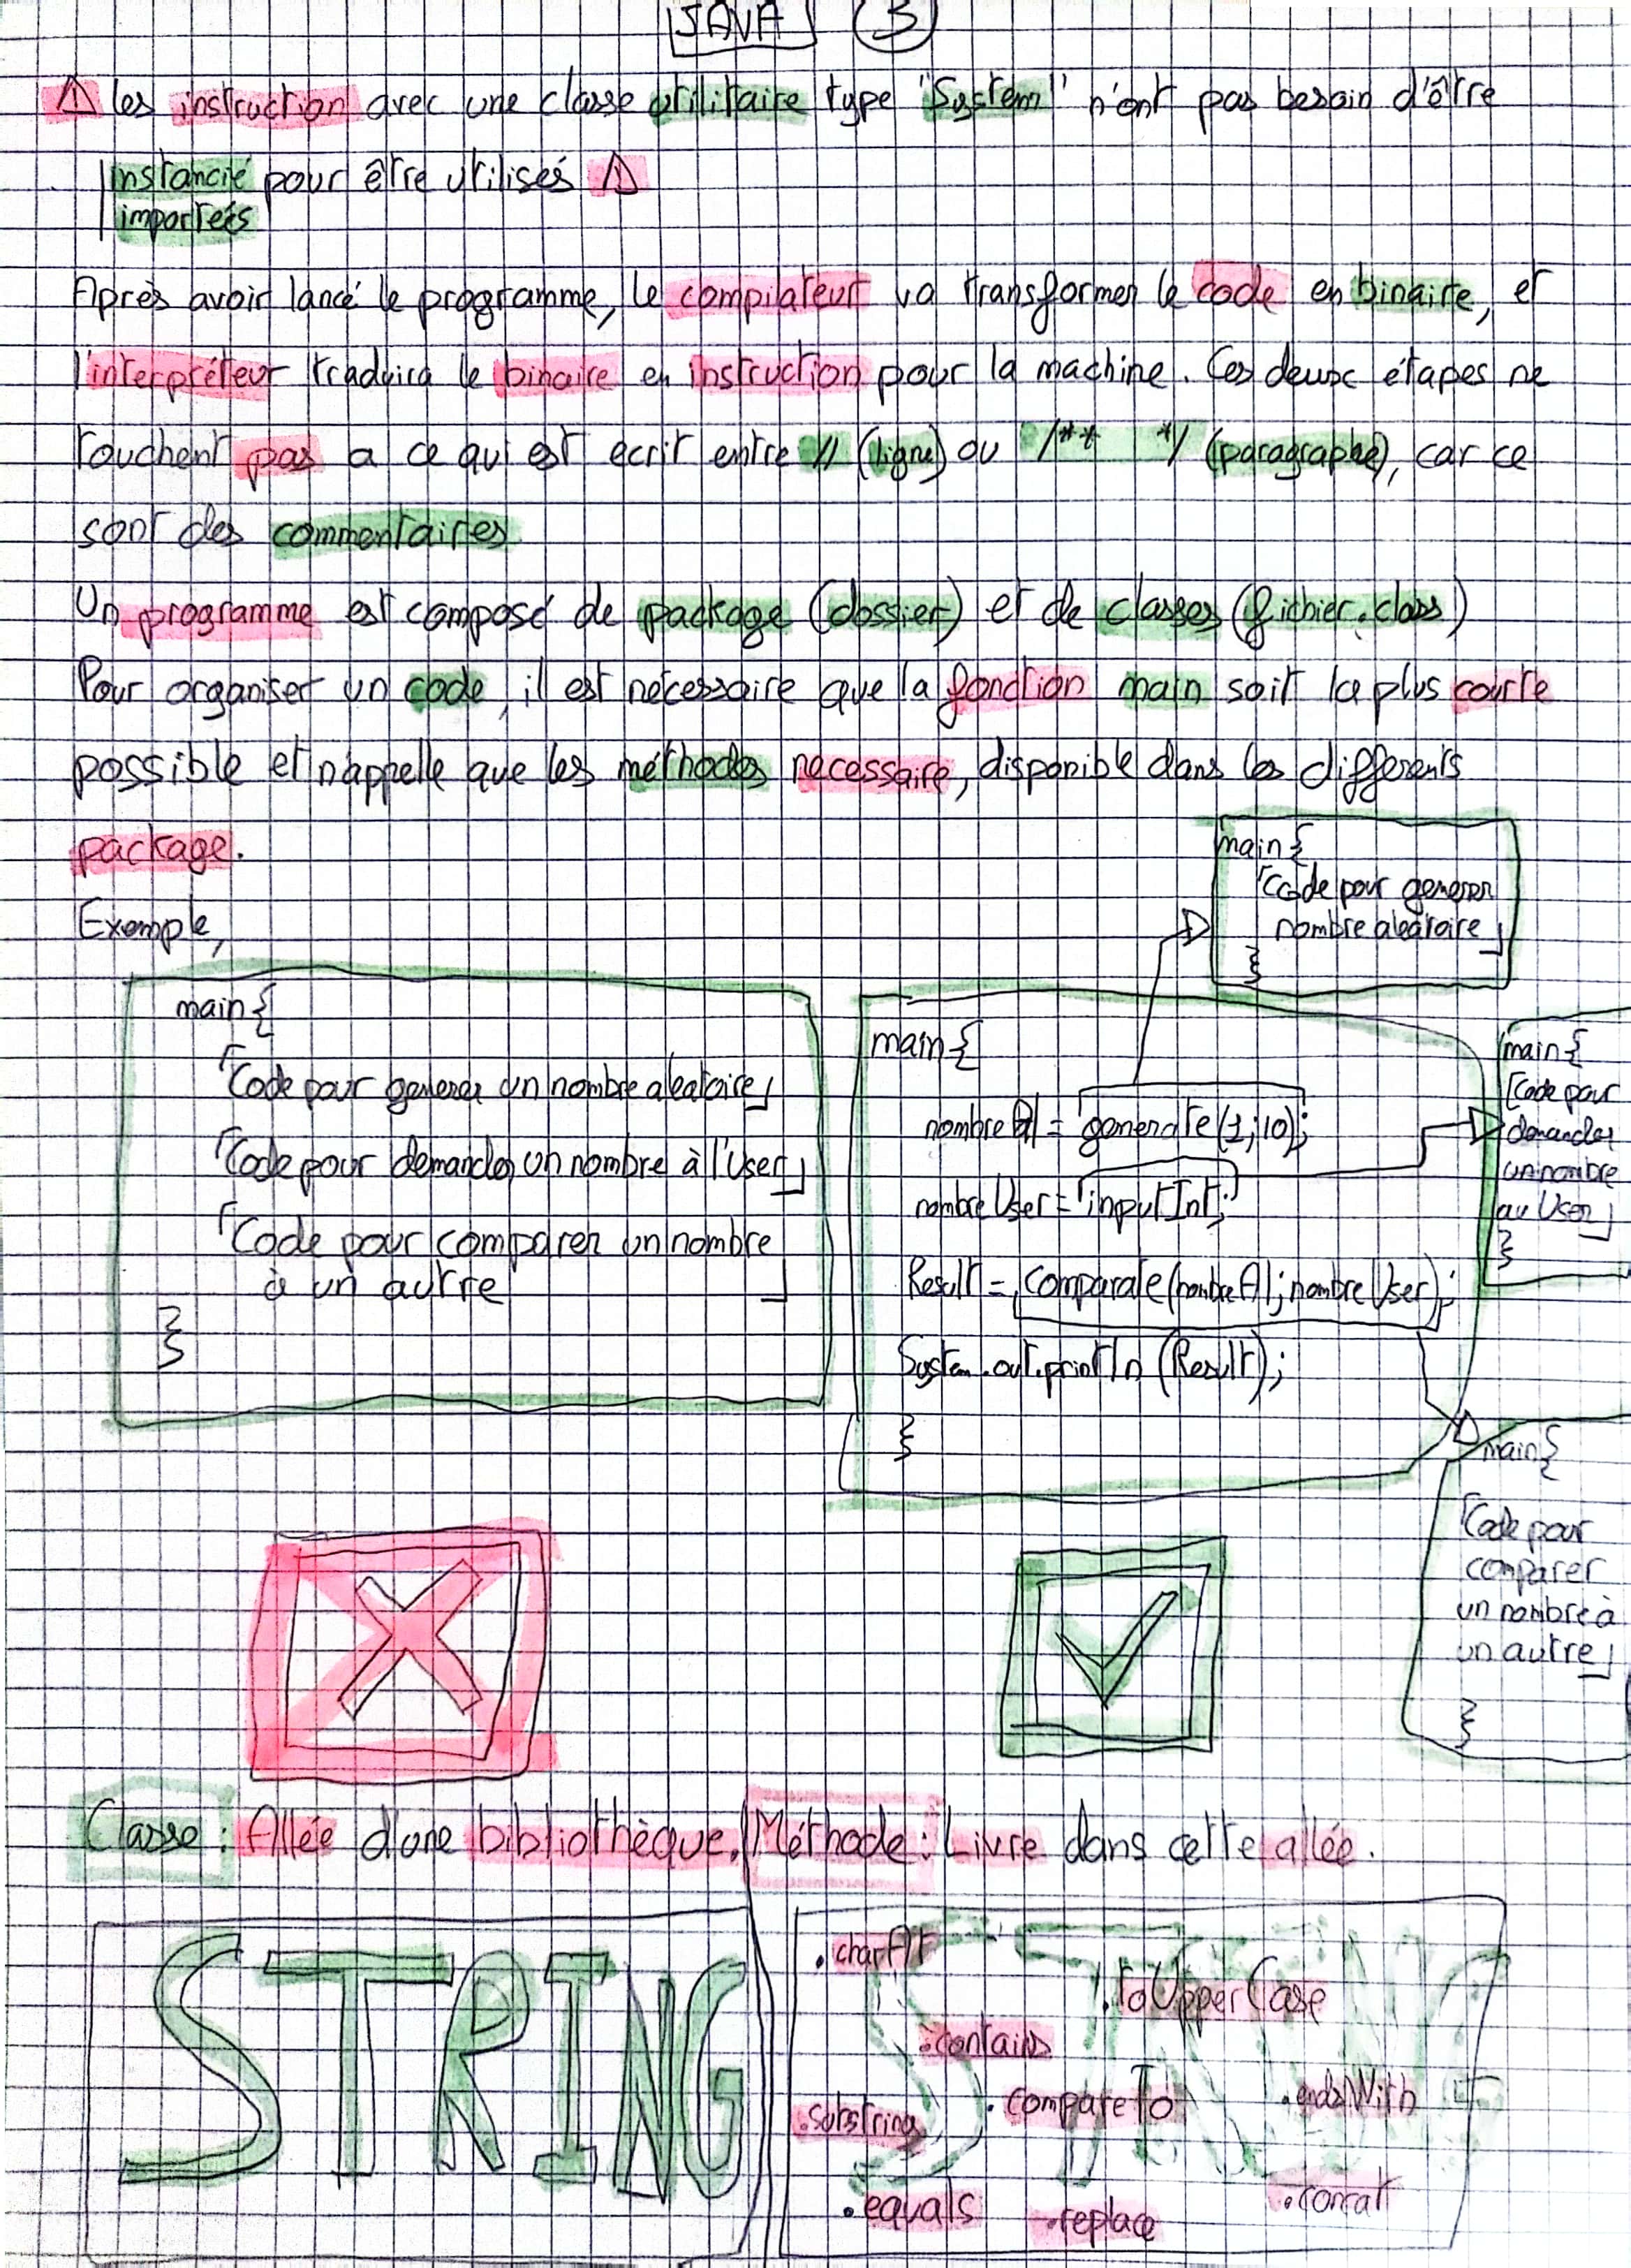 JAVA 3
⚠ les instruction avec une classe utilitaire type "System" n'ont pas besoin d'être
instancié pour être utilisés ⚠
importées
Après avoir lancé le programme, le compilateur va transformer le code en binaire, et
l'interpréteur traduira le binaire en instruction pour la machine. Ces deux étapes ne
touchent pas a ce qui est ecrit entre // (ligne) ou /** */ (paragraphe), car ce
sont des commentaires
Un programme est composé de package (dossier) et de classes (fichier.class)
Pour organiser un code, il est nécessaire que la fonction main soit la plus courte
possible et n'appelle que les méthodes necessaire, disponible dans les differents
package.
Exemple,
main{
「Code pour generer un nombre aleatoire」
「Code pour demander un nombre à l'User」
「Code pour comparer un nombre
à un autre」
}
main{
nombreAl = generate(1;10);
nombreUser = inputInt;
Result = comparate(nombreAl;nombreUser);
System.out.println(Result);
}
main{
「Code pour generer
nombre aleatoire」
}
main{
「Code pour
demander
un nombre
au User」
}
main{
「Code pour
comparer
un nombre à
un autre」
}
Classe : Allée d'une bibliothèque. Méthode : Livre dans cette allée.
STRING
STRING
.charAt
.toUpperCase
.contains
.compareTo
.endsWith
.substring
.equals
.replace
.concat